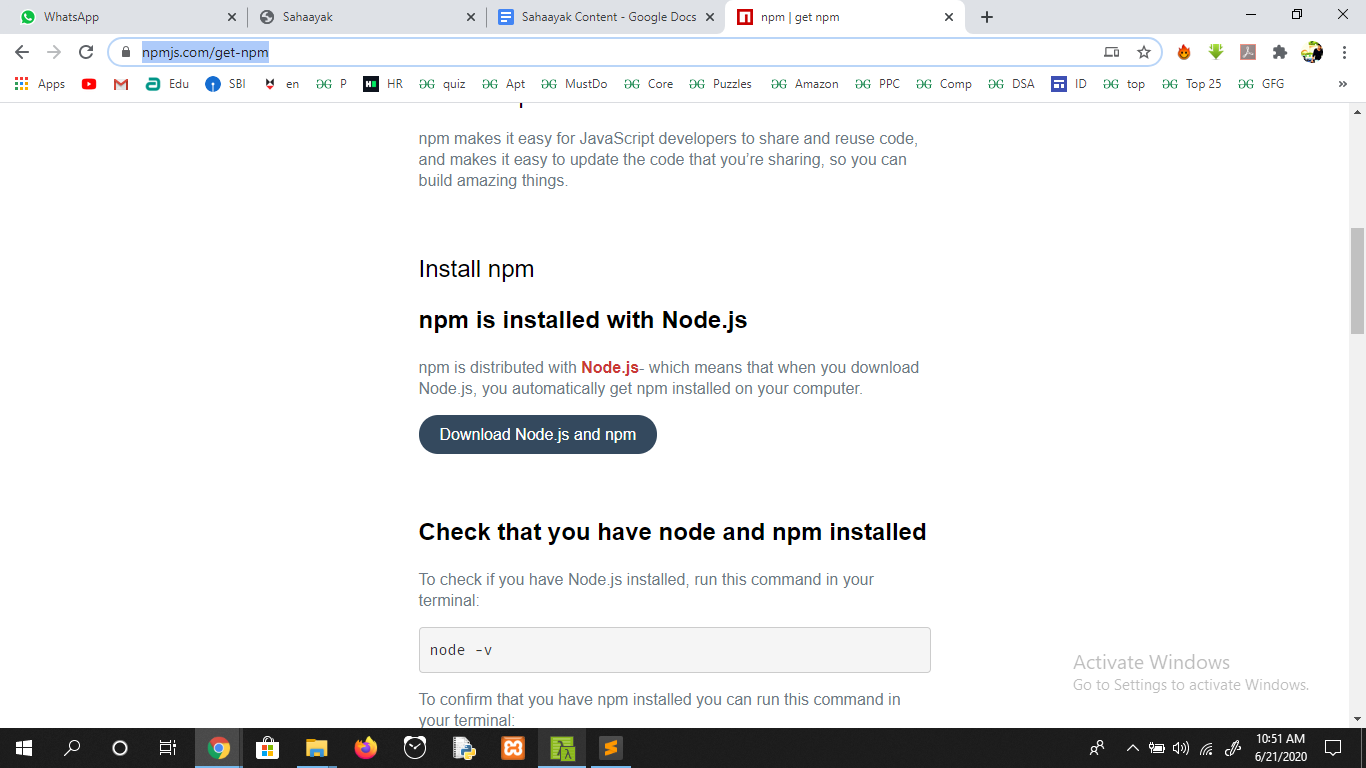 WhatsApp
Sahaayak
Sahaayak Content - Google Docs
npm | get npm
npmjs.com/get-npm
Apps
Edu
SBI
en
P
HR
quiz
Apt
MustDo
Core
Puzzles
Amazon
PPC
Comp
DSA
ID
top
Top 25
GFG
npm makes it easy for JavaScript developers to share and reuse code,
and makes it easy to update the code that you’re sharing, so you can
build amazing things.
Install npm
npm is installed with Node.js
npm is distributed with Node.js- which means that when you download
Node.js, you automatically get npm installed on your computer.
Download Node.js and npm
Check that you have node and npm installed
To check if you have Node.js installed, run this command in your
terminal:
node -v
To confirm that you have npm installed you can run this command in
your terminal:
Activate Windows
Go to Settings to activate Windows.
10:51 AM
6/21/2020